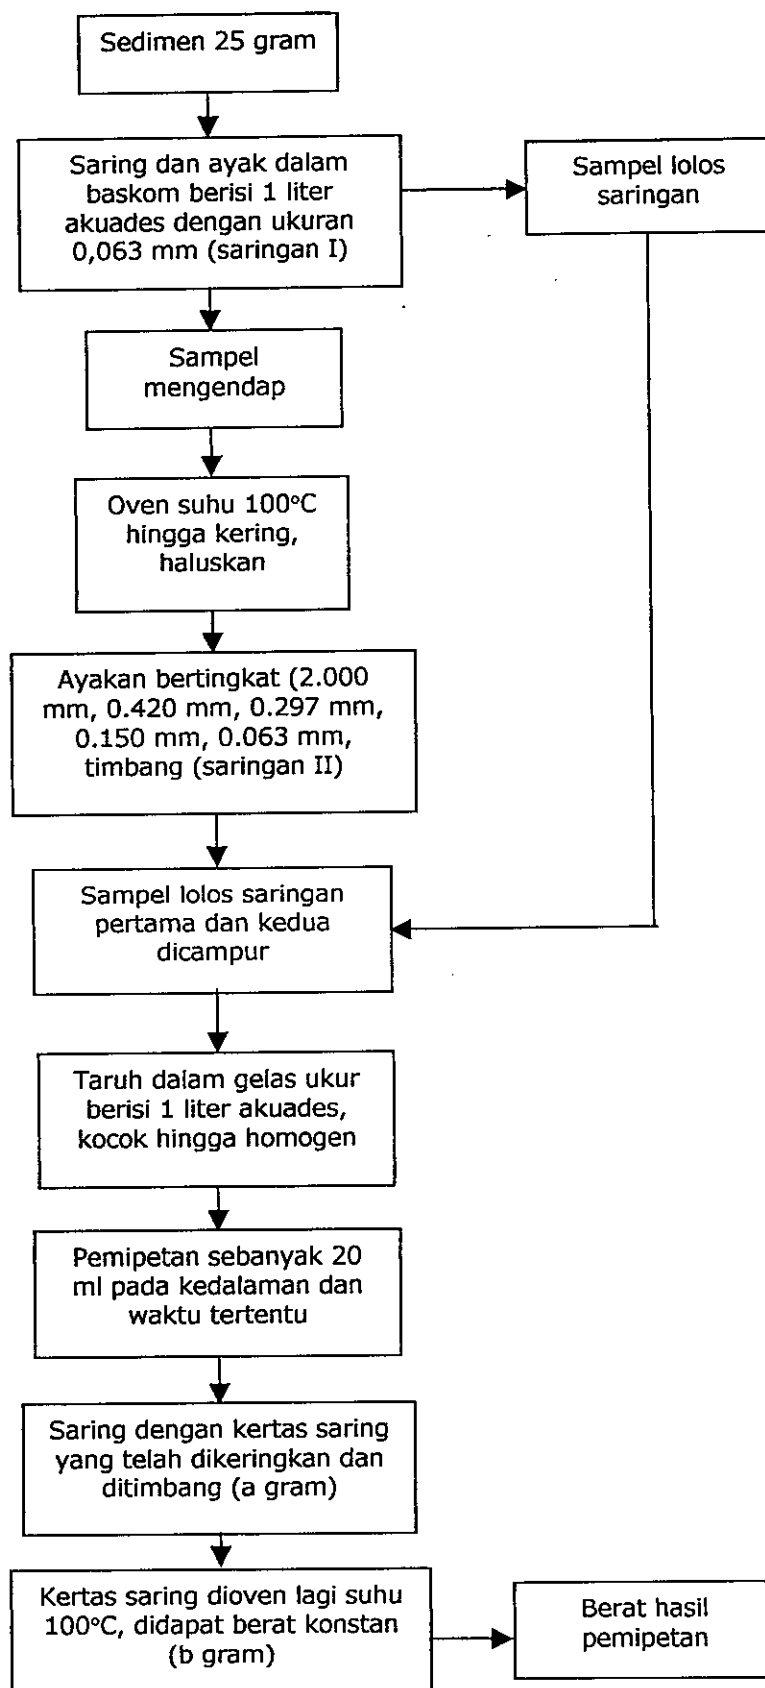 Sedimen 25 gram
Saring dan ayak dalam
baskom berisi 1 liter
akuades dengan ukuran
0,063 mm (saringan I)
Sampel lolos
saringan
Sampel
mengendap
Oven suhu 100°C
hingga kering,
haluskan
Ayakan bertingkat (2.000
mm, 0.420 mm, 0.297 mm,
0.150 mm, 0.063 mm,
timbang (saringan II)
Sampel lolos saringan
pertama dan kedua
dicampur
Taruh dalam gelas ukur
berisi 1 liter akuades,
kocok hingga homogen
Pemipetan sebanyak 20
ml pada kedalaman dan
waktu tertentu
Saring dengan kertas saring
yang telah dikeringkan dan
ditimbang (a gram)
Kertas saring dioven lagi suhu
100°C, didapat berat konstan
(b gram)
Berat hasil
pemipetan